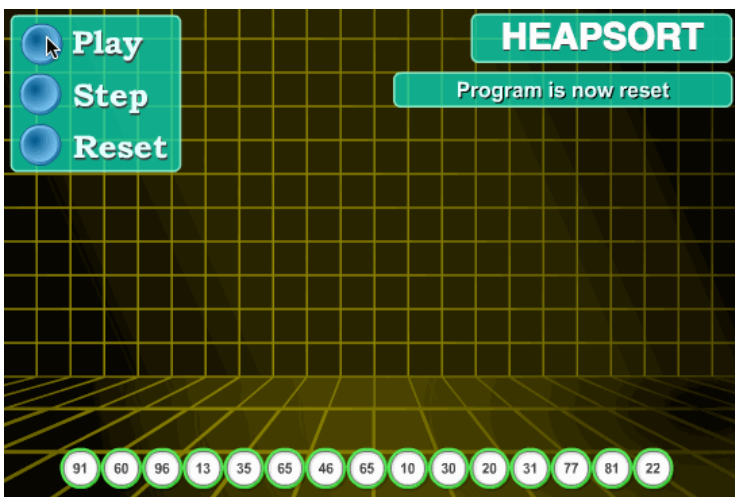 Play
Step
Reset
HEAPSORT
Program is now reset
91 60 96 13 35 65 46 65 10 30 20 31 77 81 22